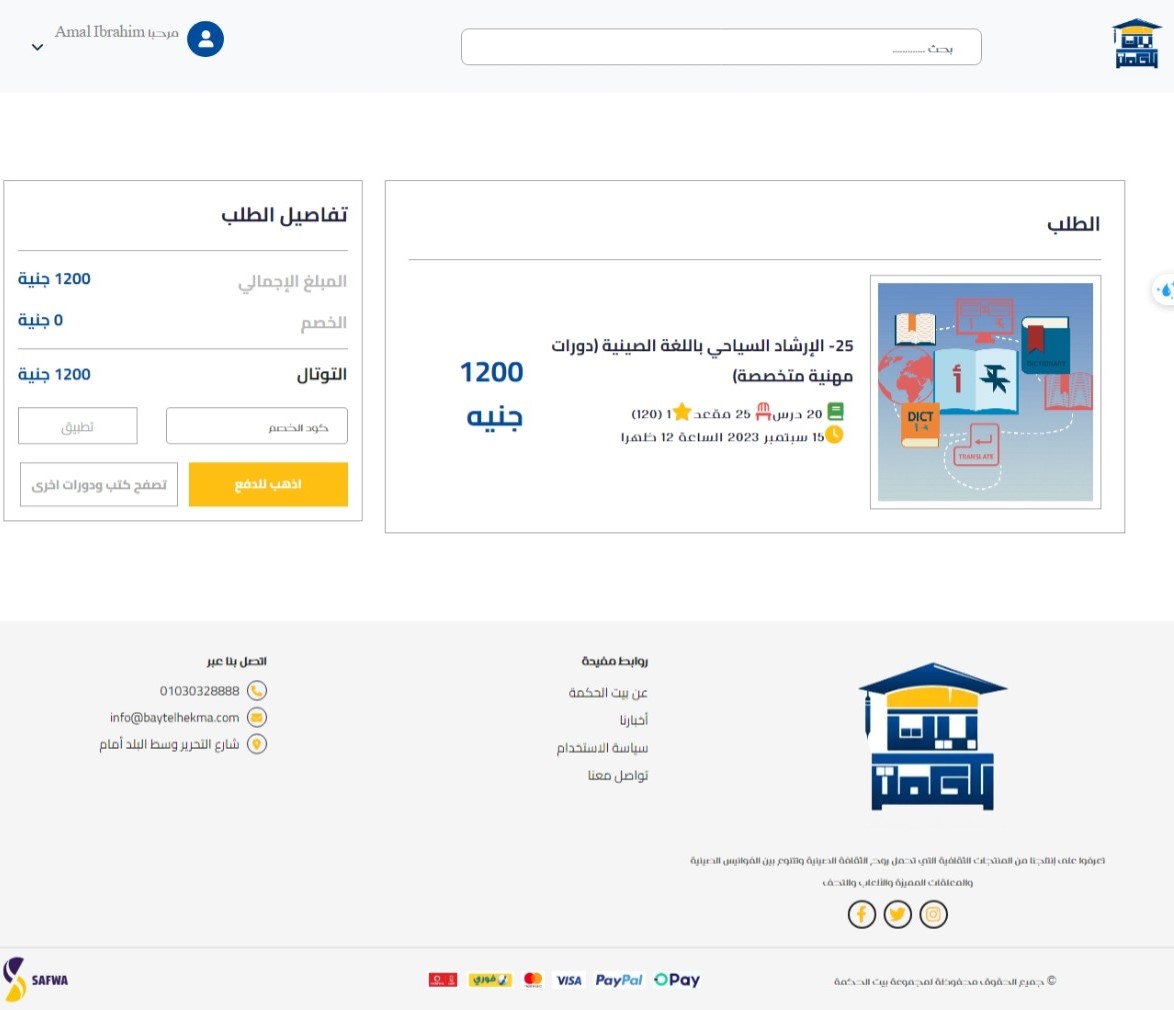 بيت الحكمة
بحث ............
مرحبا Amal Ibrahim
الطلب
25- الإرشاد السياحي باللغة الصينية (دورات
مهنية متخصصة)
20 درس 25 مقعد 1 (120)
15 سبتمبر 2023 الساعة 12 ظهرا
1200
جنيه
DICTIONARY
أ
DICT
TRANSLATE
تفاصيل الطلب
المبلغ الإجمالي 1200 جنية
الخصم 0 جنية
التوتال 1200 جنية
كود الخصم تطبيق
اذهب للدفع تصفح كتب ودورات اخرى
بيت الحكمة
تعرفوا على إنتاجنا من المنتجات الثقافية التي تحمل روح الثقافة الصينية وتتنوع بين الفوانيس الصينية
والمعلقات المميزة والألعاب والتحف
روابط مفيدة
عن بيت الحكمة
أخبارنا
سياسة الاستخدام
تواصل معنا
اتصل بنا عبر
01030328888
info@baytelhekma.com
شارع التحرير وسط البلد أمام
© جميع الحقوق محفوظة لمجموعة بيت الحكمة
OPay PayPal VISA فوري
SAFWA